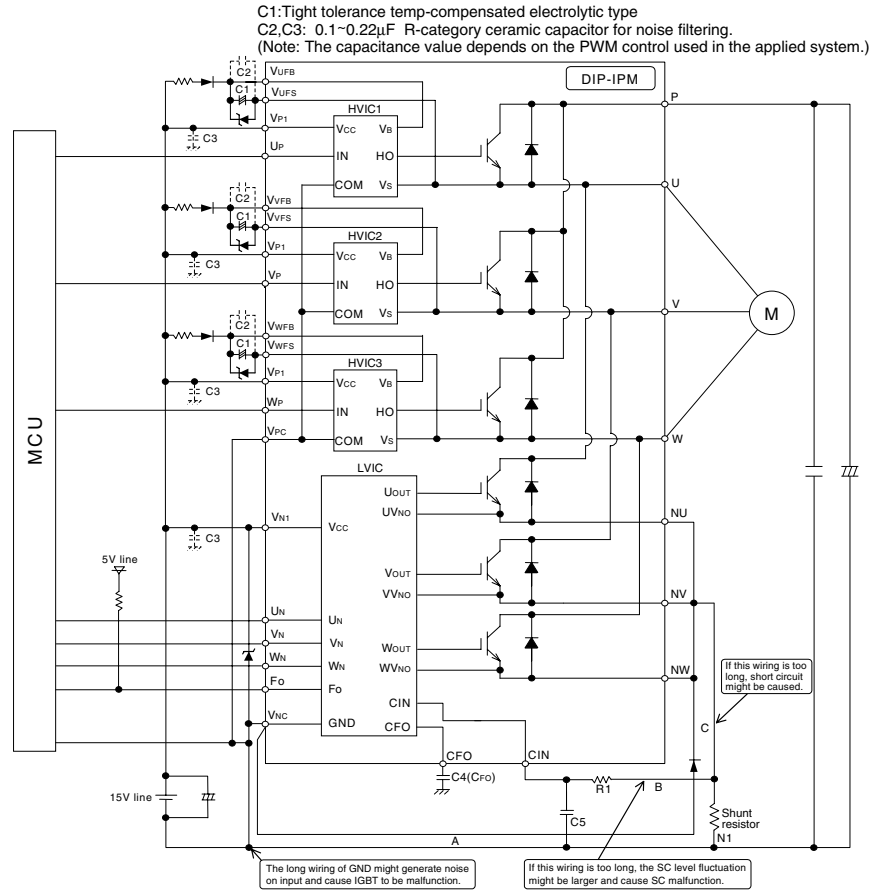 C1:Tight tolerance temp-compensated electrolytic type
C2,C3: 0.1~0.22μF R-category ceramic capacitor for noise filtering.
(Note: The capacitance value depends on the PWM control used in the applied system.)
DIP-IPM
C2
VUFB
C1
VUFS
HVIC1
P
VP1
C3
VCC
VB
UP
IN
HO
COM
VS
U
C2
VVFB
C1
VVFS
HVIC2
VP1
C3
VCC
VB
VP
IN
HO
COM
VS
V
M
C2
VWFB
C1
VWFS
HVIC3
VP1
C3
VCC
VB
WP
IN
HO
VPC
COM
VS
W
MCU
LVIC
UOUT
NU
UVNO
VN1
C3
VCC
5V line
VOUT
NV
VVNO
UN
UN
VN
VN
WOUT
WN
WN
WVNO
NW
If this wiring is too
long, short circuit
might be caused.
FO
Fo
CIN
VNC
GND
CFO
C
CFO
CIN
C4(CFO)
15V line
R1
B
C5
Shunt
resistor
N1
A
The long wiring of GND might generate noise
on input and cause IGBT to be malfunction.
If this wiring is too long, the SC level fluctuation
might be larger and cause SC malfunction.